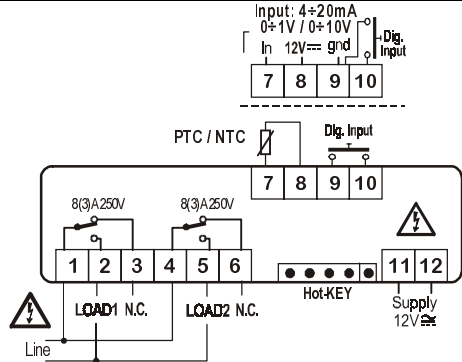 Input: 4÷20mA
0÷1V / 0÷10V
In 12V⎓ gnd
Dig.
Input
7 8 9 10
PTC / NTC
Dig. Input
7 8 9 10
8(3)A250V 8(3)A250V
1 2 3 4 5 6
11 12
Hot-KEY
LOAD1 N.C. LOAD2 N.C.
Supply
12V≂
Line